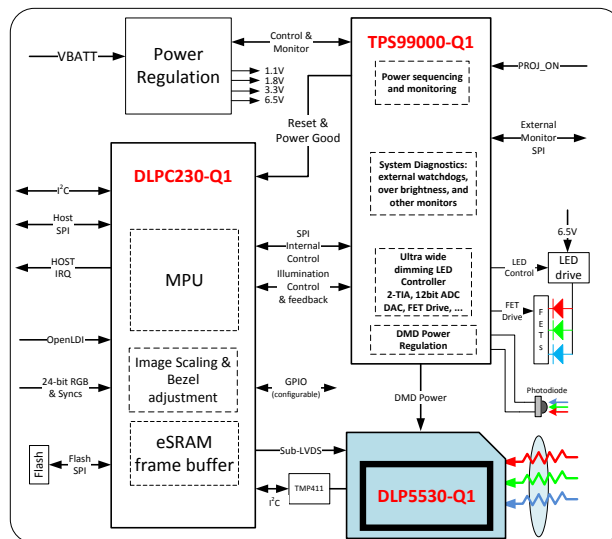 VBATT
Power
Regulation
1.1V
1.8V
3.3V
6.5V
Control &
Monitor
TPS99000-Q1
Power sequencing
and monitoring
PROJ_ON
Reset &
Power Good
External
Monitor
SPI
System Diagnostics:
external watchdogs,
over brightness, and
other monitors
DLPC230-Q1
I²C
Host
SPI
HOST
IRQ
MPU
SPI
Internal
Control
Illumination
Control
& feedback
Ultra wide
dimming LED
Controller
2-TIA, 12bit ADC
DAC, FET Drive, ...
6.5V
LED
Control
LED
drive
FET
Drive
FETs
DMD Power
Regulation
OpenLDI
24-bit RGB
& Syncs
Image Scaling &
Bezel
adjustment
GPIO
(configurable)
DMD Power
Photodiode
Flash
Flash
SPI
eSRAM
frame buffer
Sub-LVDS
I²C
TMP411
DLP5530-Q1